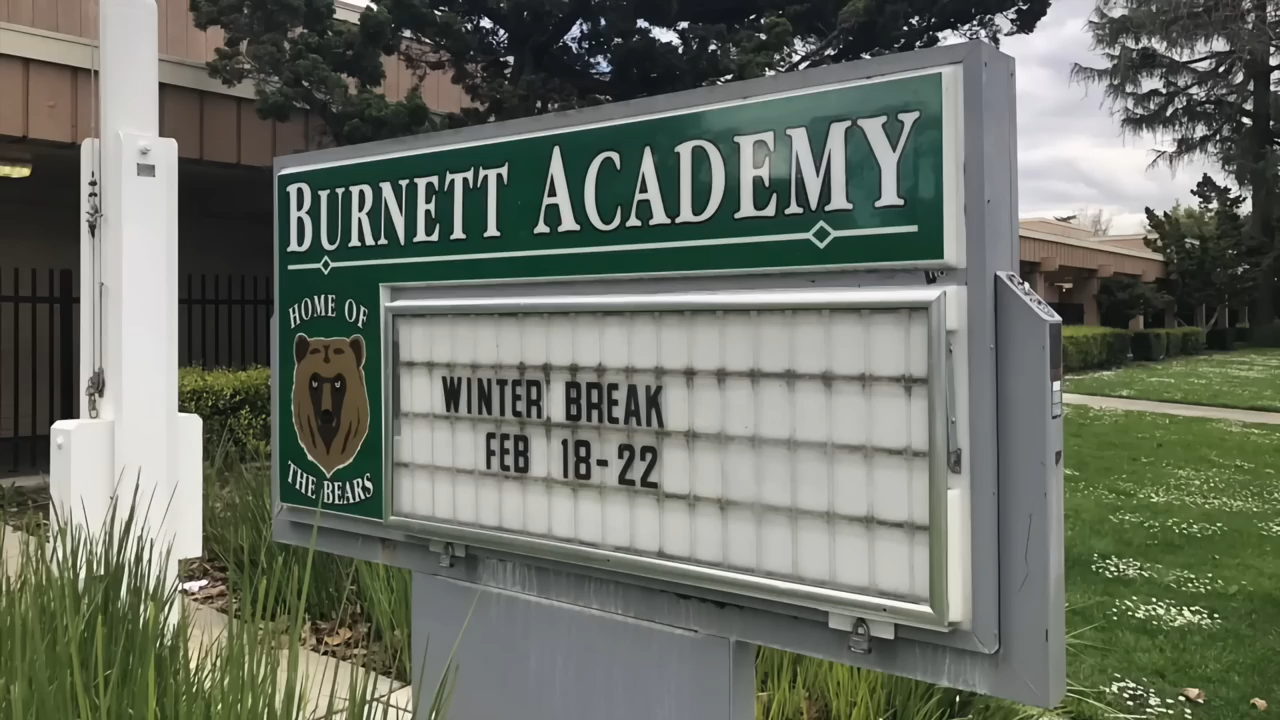 BURNETT ACADEMY
HOME OF
THE BEARS
WINTER BREAK
FEB 18-22